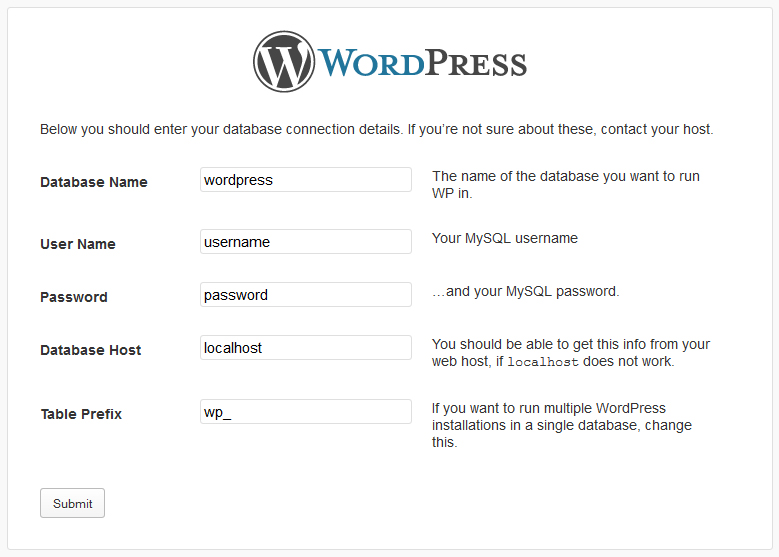 WORDPRESS
Below you should enter your database connection details. If you’re not sure about these, contact your host.
Database Name
wordpress
The name of the database you want to run
WP in.
User Name
username
Your MySQL username
Password
password
…and your MySQL password.
Database Host
localhost
You should be able to get this info from your
web host, if localhost does not work.
Table Prefix
wp_
If you want to run multiple WordPress
installations in a single database, change
this.
Submit